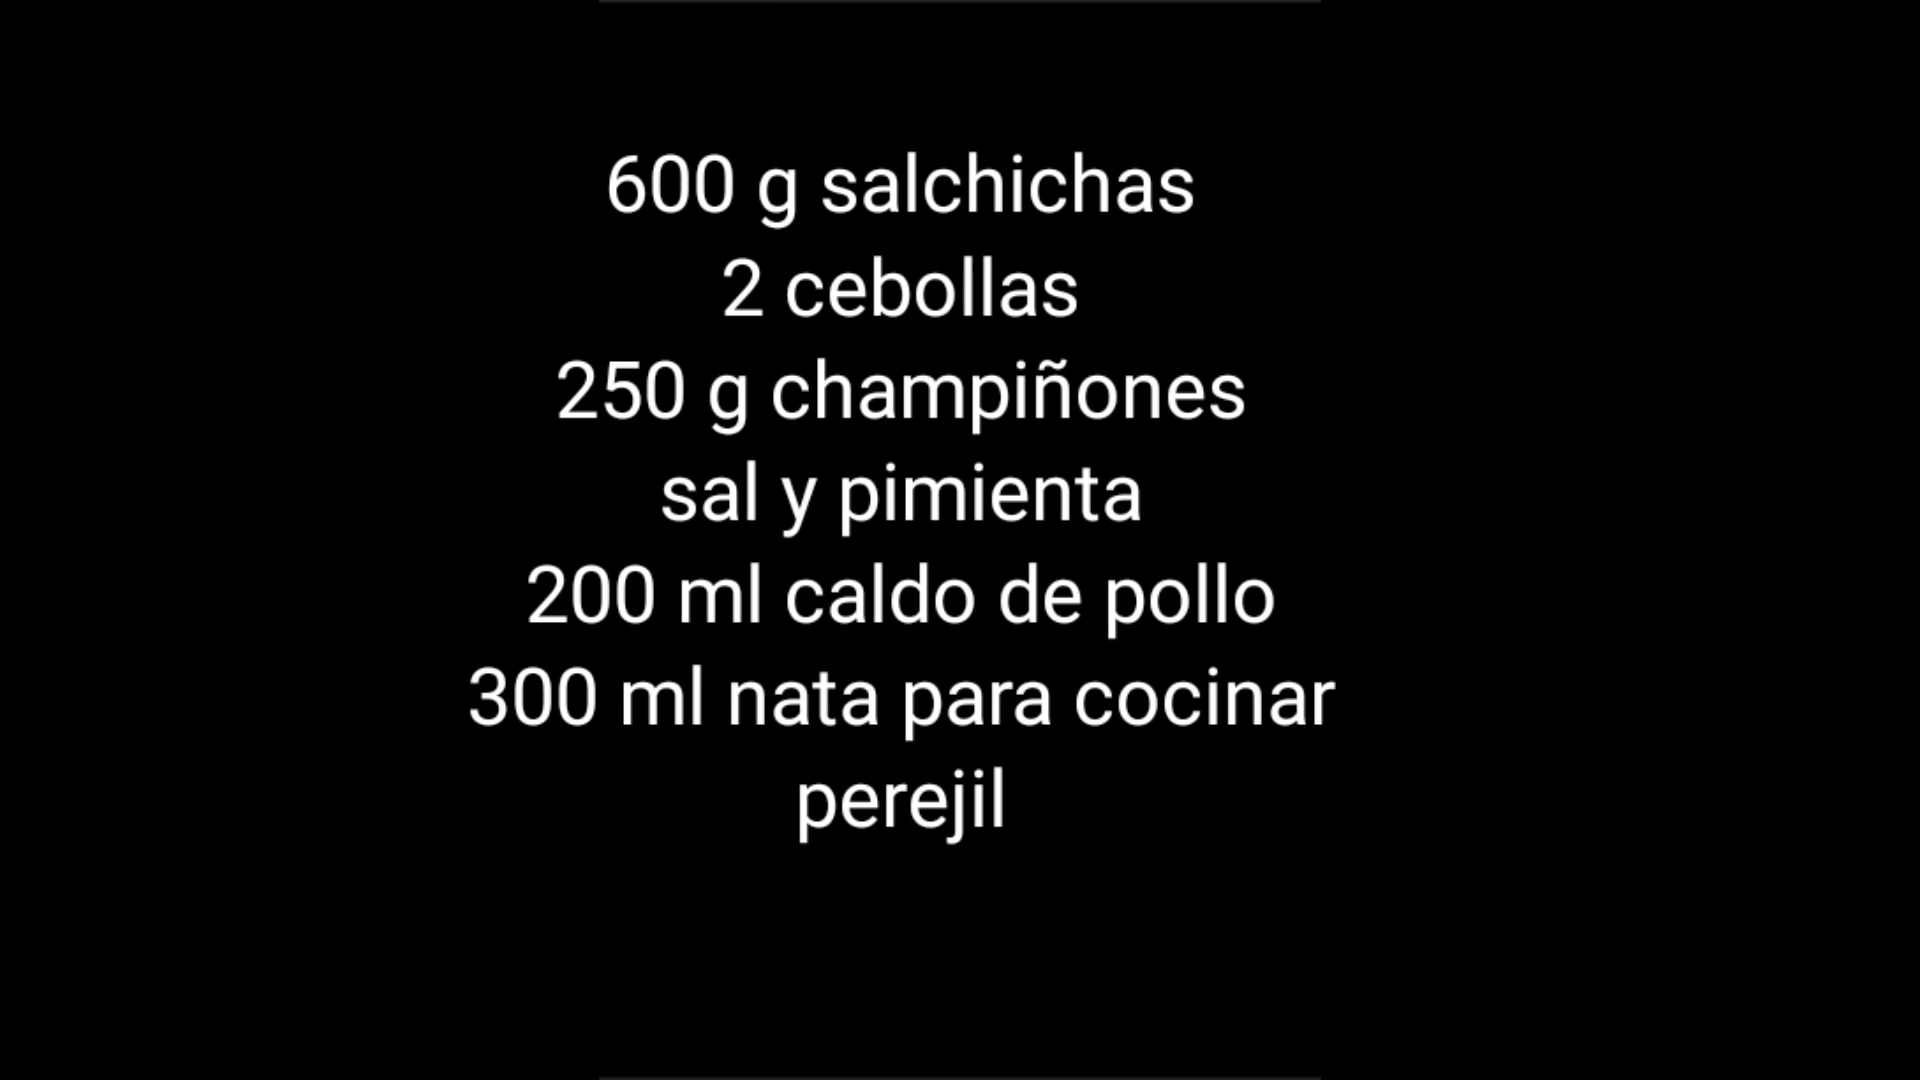 600 g salchichas
2 cebollas
250 g champiñones
sal y pimienta
200 ml caldo de pollo
300 ml nata para cocinar
perejil